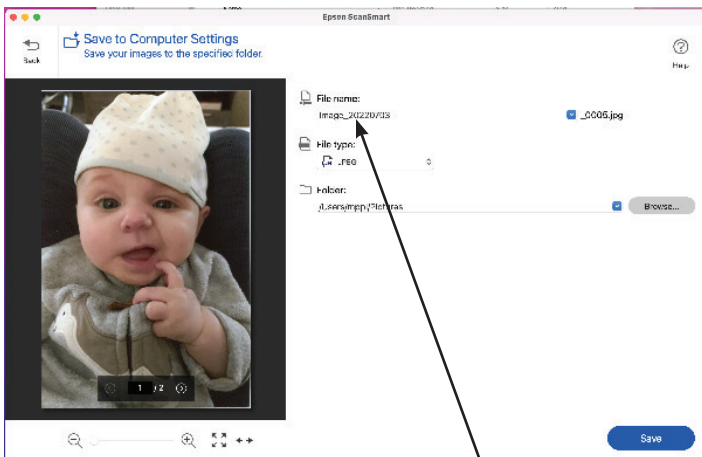 Epson ScanSmart
Back
Save to Computer Settings
Save your images to the specified folder.
Help
File name:
Image_20220703
_0005.jpg
File type:
JPEG
Folder:
/Users/mppl/Pictures
Browse...
1 / 2
Save